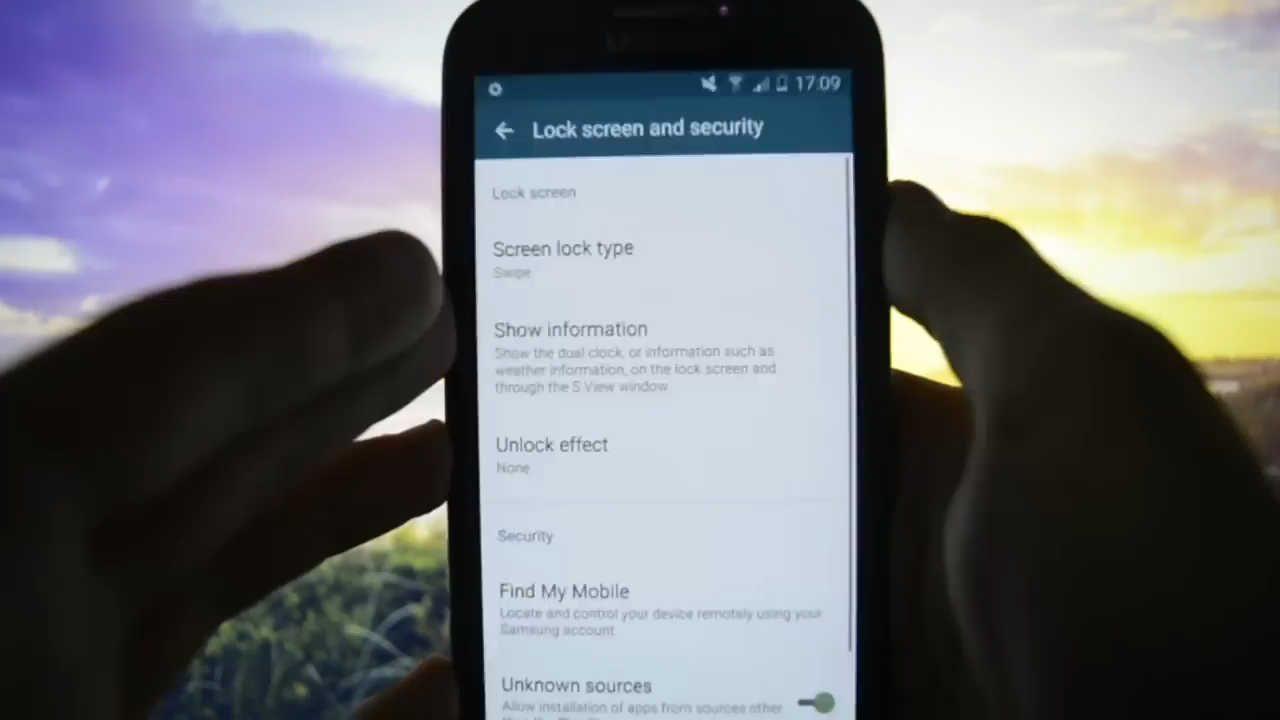 SAMSUNG
17:09
Lock screen and security
Lock screen
Screen lock type
Swipe
Show information
Show the dual clock, or information such as
weather information, on the lock screen and
through the S View window.
Unlock effect
None
Security
Find My Mobile
Locate and control your device remotely using your
Samsung account.
Unknown sources
Allow installation of apps from sources other